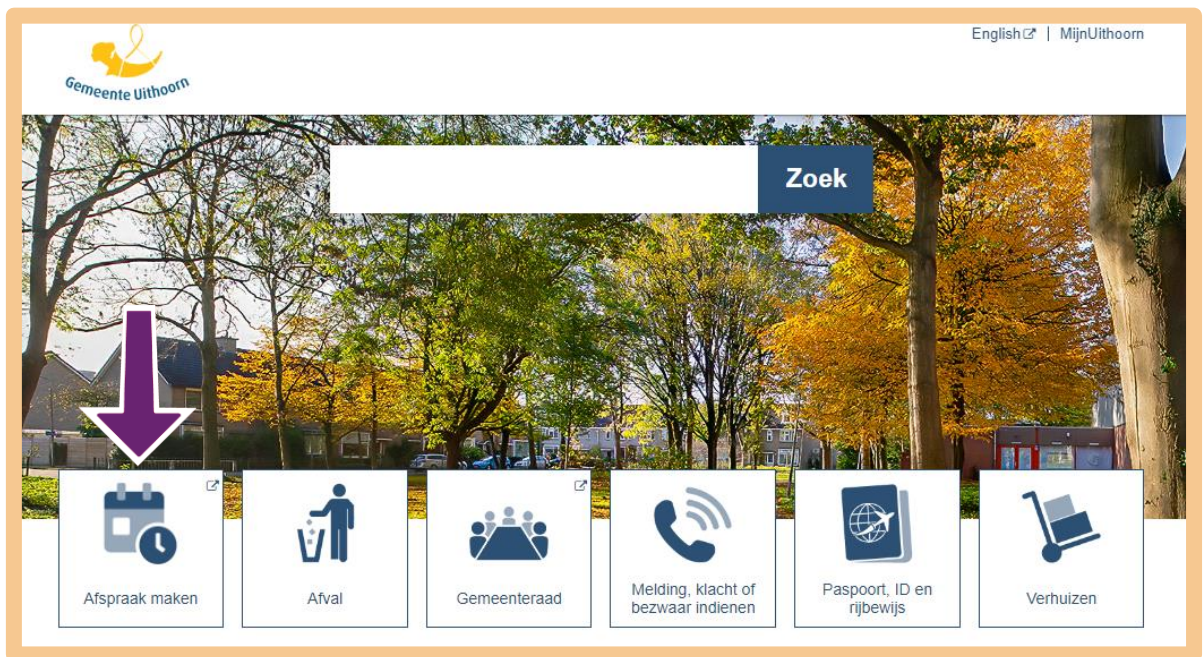 English | MijnUithoorn
Gemeente Uithoorn
Zoek
Afspraak maken
Afval
Gemeenteraad
Melding, klacht of
bezwaar indienen
Paspoort, ID en
rijbewijs
Verhuizen